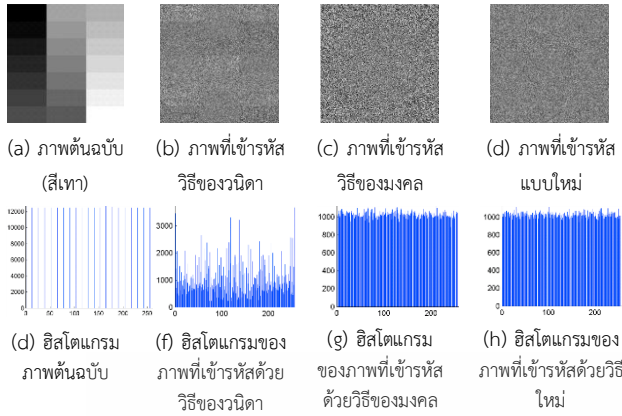 (a) ภาพต้นฉบับ
(สีเทา)
(b) ภาพที่เข้ารหัส
วิธีของวนิดา
(c) ภาพที่เข้ารหัส
วิธีของมงคล
(d) ภาพที่เข้ารหัส
แบบใหม่
12000
10000
8000
6000
4000
2000
0
0 50 100 150 200 250
3000
2000
1000
0
0 100 200
1000
800
600
400
200
0
0 100 200
1000
800
600
400
200
0
0 100 200
(d) ฮิสโตแกรม
ภาพต้นฉบับ
(f) ฮิสโตแกรมของ
ภาพที่เข้ารหัสด้วย
วิธีของวนิดา
(g) ฮิสโตแกรม
ของภาพที่เข้ารหัส
ด้วยวิธีของมงคล
(h) ฮิสโตแกรมของ
ภาพที่เข้ารหัสด้วยวิธี
ใหม่